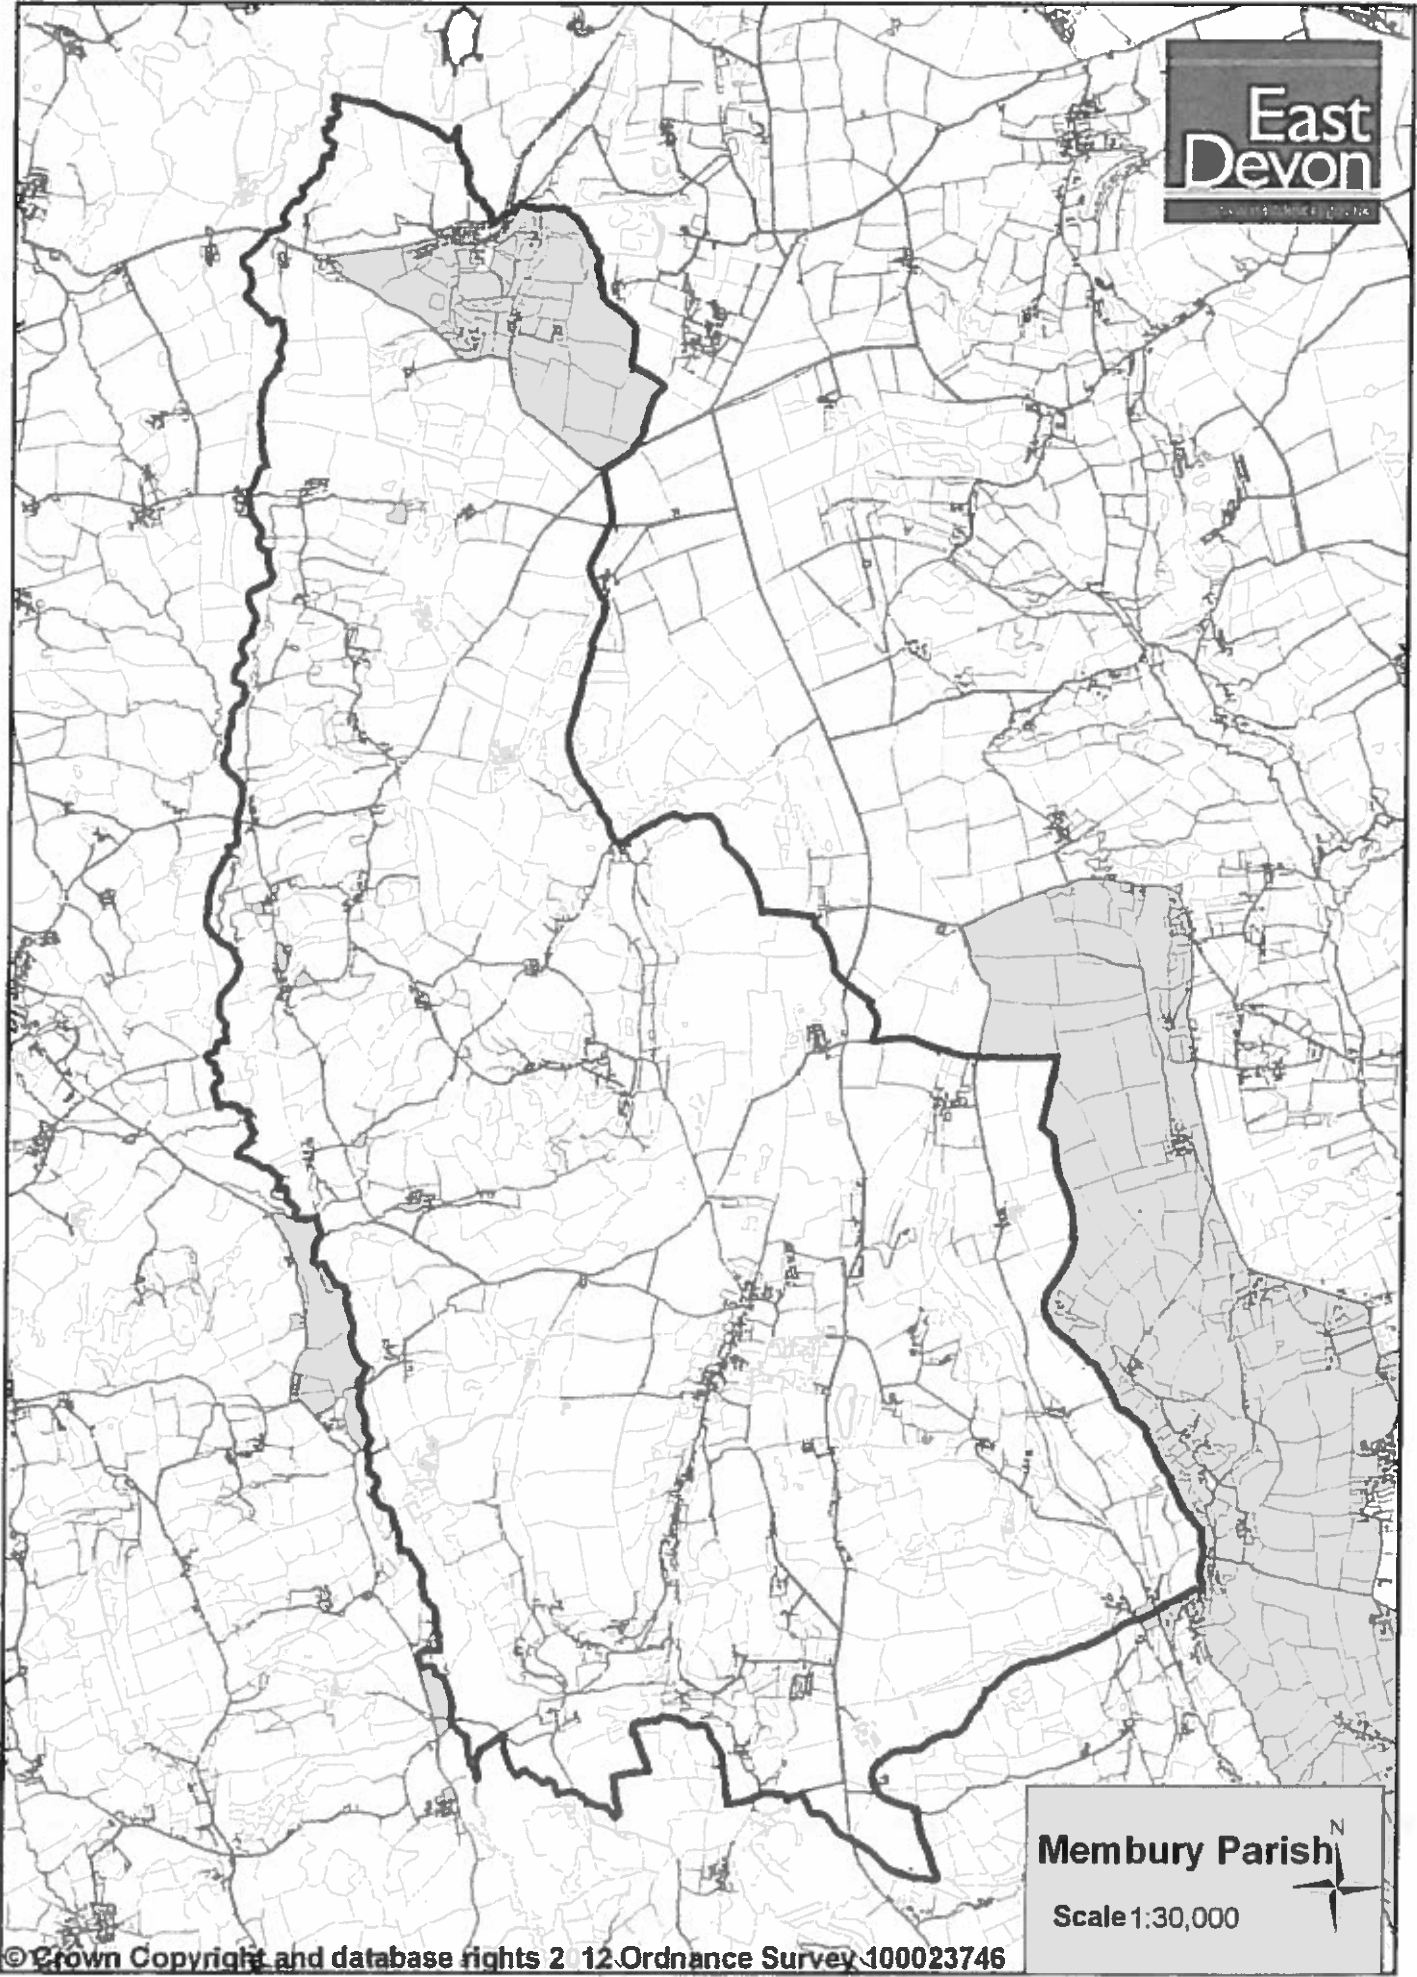 East
Devon
Membury Parish
N
Scale 1:30,000
© Crown Copyright and database rights 2 12 Ordnance Survey 100023746